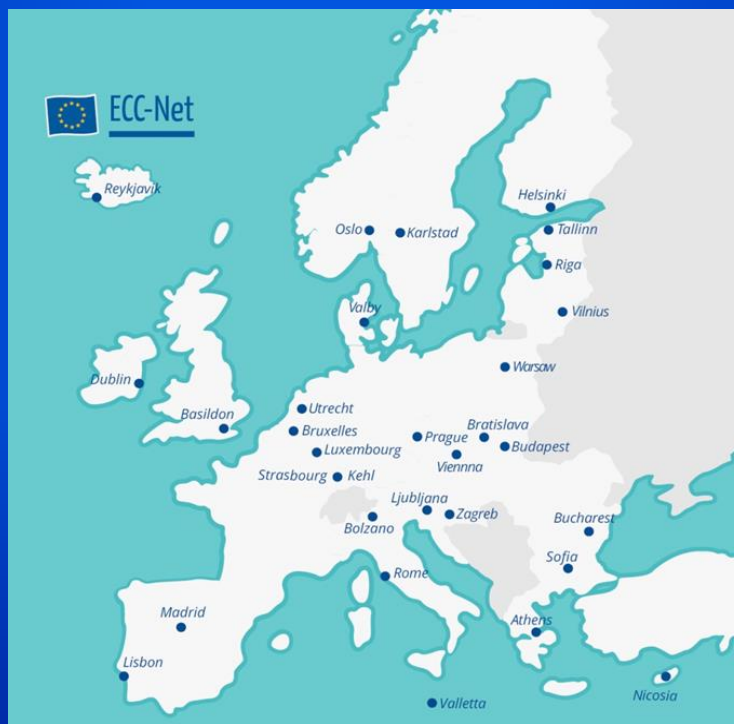 ECC-Net
Reykjavik
Helsinki
Oslo
Karlstad
Tallinn
Riga
Valby
Vilnius
Warsaw
Dublin
Utrecht
Basildon
Bruxelles
Prague
Bratislava
Budapest
Luxembourg
Viennna
Strasbourg
Kehl
Ljubljana
Zagreb
Bolzano
Bucharest
Sofia
Rome
Madrid
Athens
Lisbon
Nicosia
Valletta